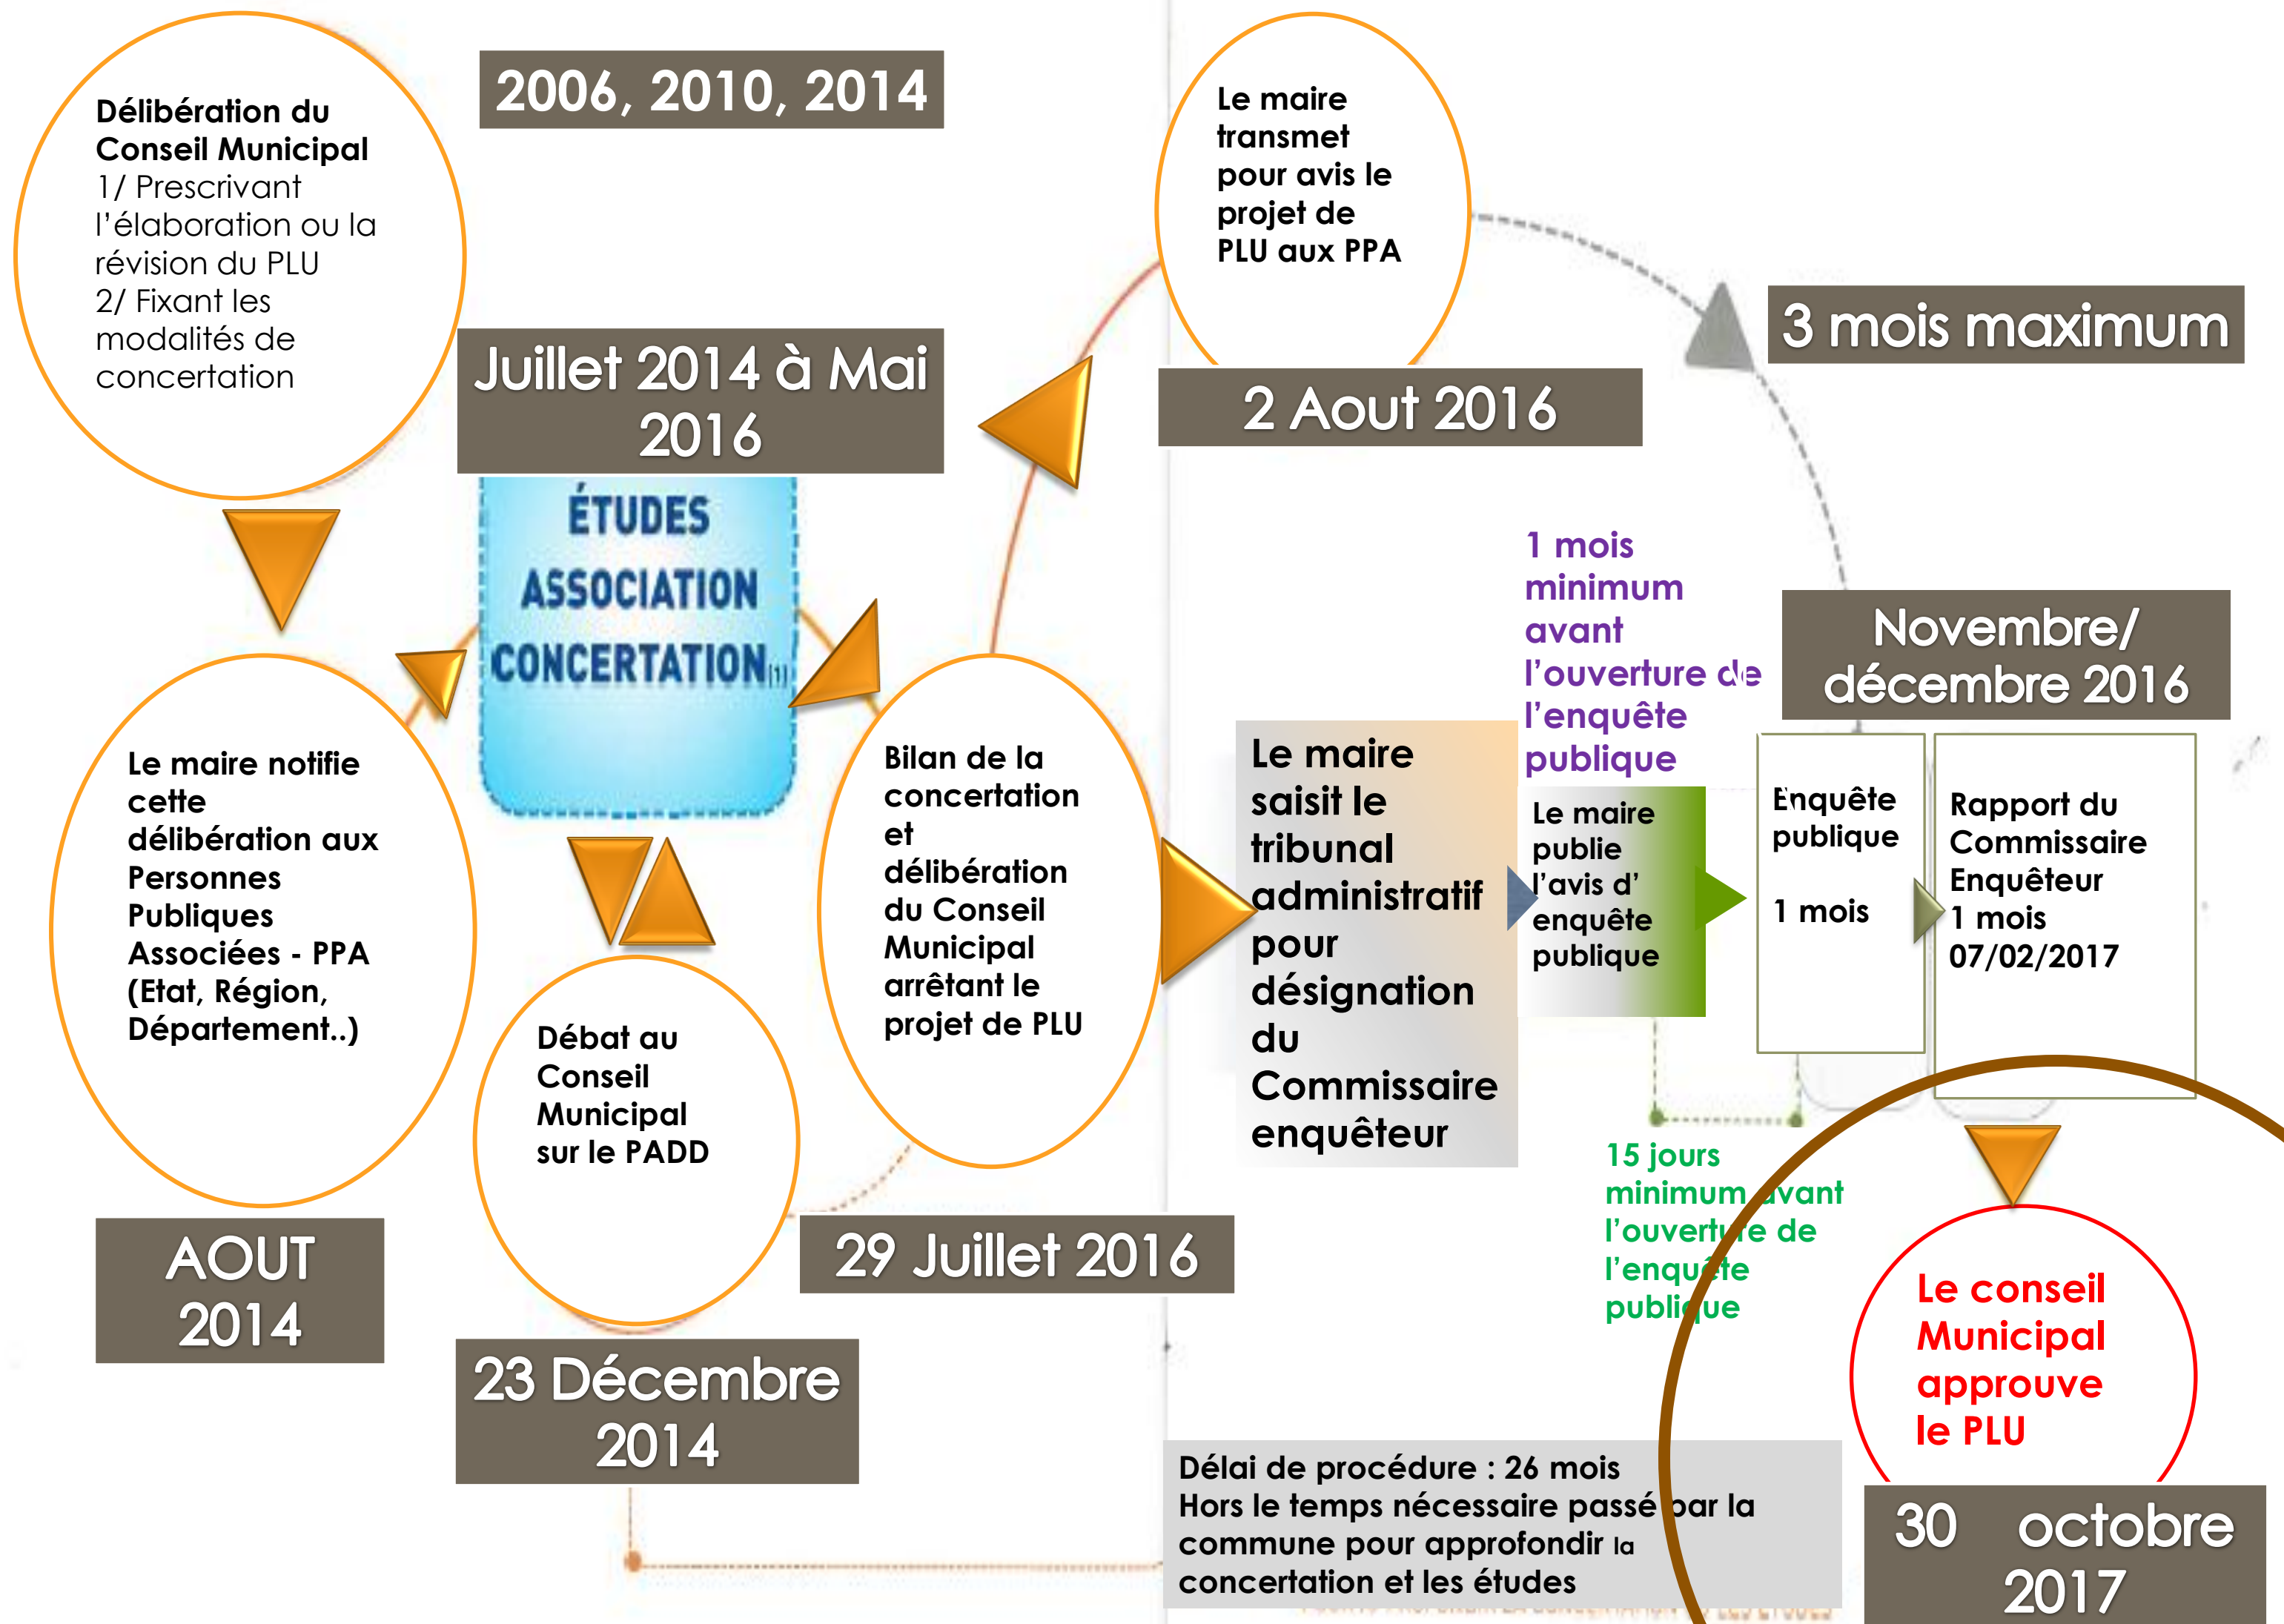 Délibération du
Conseil Municipal
1/ Prescrivant
l'élaboration ou la
révision du PLU
2/ Fixant les
modalités de
concertation
2006, 2010, 2014
Juillet 2014 à Mai
2016
ÉTUDES
ASSOCIATION
CONCERTATION(1)
Le maire notifie
cette
délibération aux
Personnes
Publiques
Associées - PPA
(Etat, Région,
Département..)
AOUT
2014
Débat au
Conseil
Municipal
sur le PADD
23 Décembre
2014
Bilan de la
concertation
et
délibération
du Conseil
Municipal
arrêtant le
projet de PLU
29 Juillet 2016
Le maire
transmet
pour avis le
projet de
PLU aux PPA
2 Aout 2016
3 mois maximum
Le maire
saisit le
tribunal
administratif
pour
désignation
du
Commissaire
enquêteur
1 mois
minimum
avant
l'ouverture de
l'enquête
publique
Le maire
publie
l'avis d'
enquête
publique
15 jours
minimum avant
l'ouverture de
l'enquête
publique
Novembre/
décembre 2016
Enquête
publique
1 mois
Rapport du
Commissaire
Enquêteur
1 mois
07/02/2017
Le conseil
Municipal
approuve
le PLU
30 octobre
2017
Délai de procédure : 26 mois
Hors le temps nécessaire passé par la
commune pour approfondir la
concertation et les études